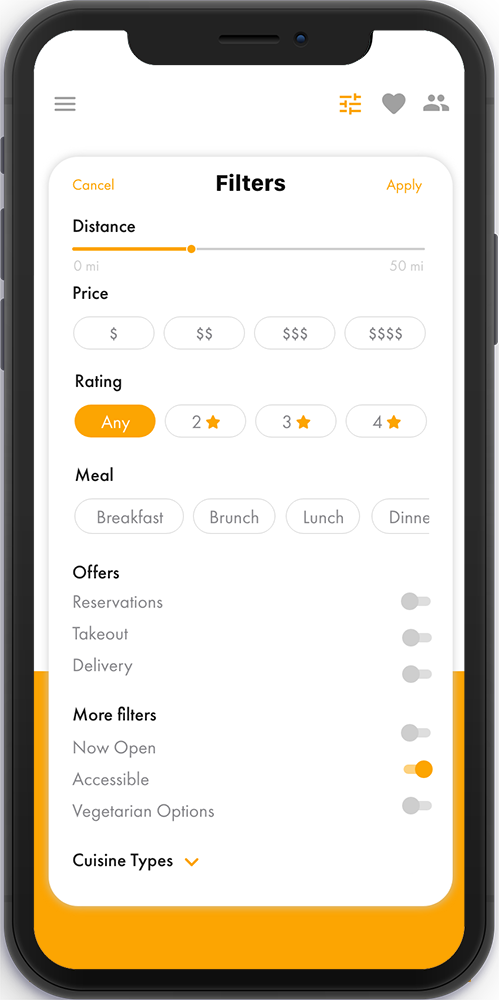 Cancel Filters Apply
Distance
0 mi 50 mi
Price
$ $$ $$$ $$$$
Rating
Any 2 3 4
Meal
Breakfast Brunch Lunch Dinne
Offers
Reservations
Takeout
Delivery
More filters
Now Open
Accessible
Vegetarian Options
Cuisine Types